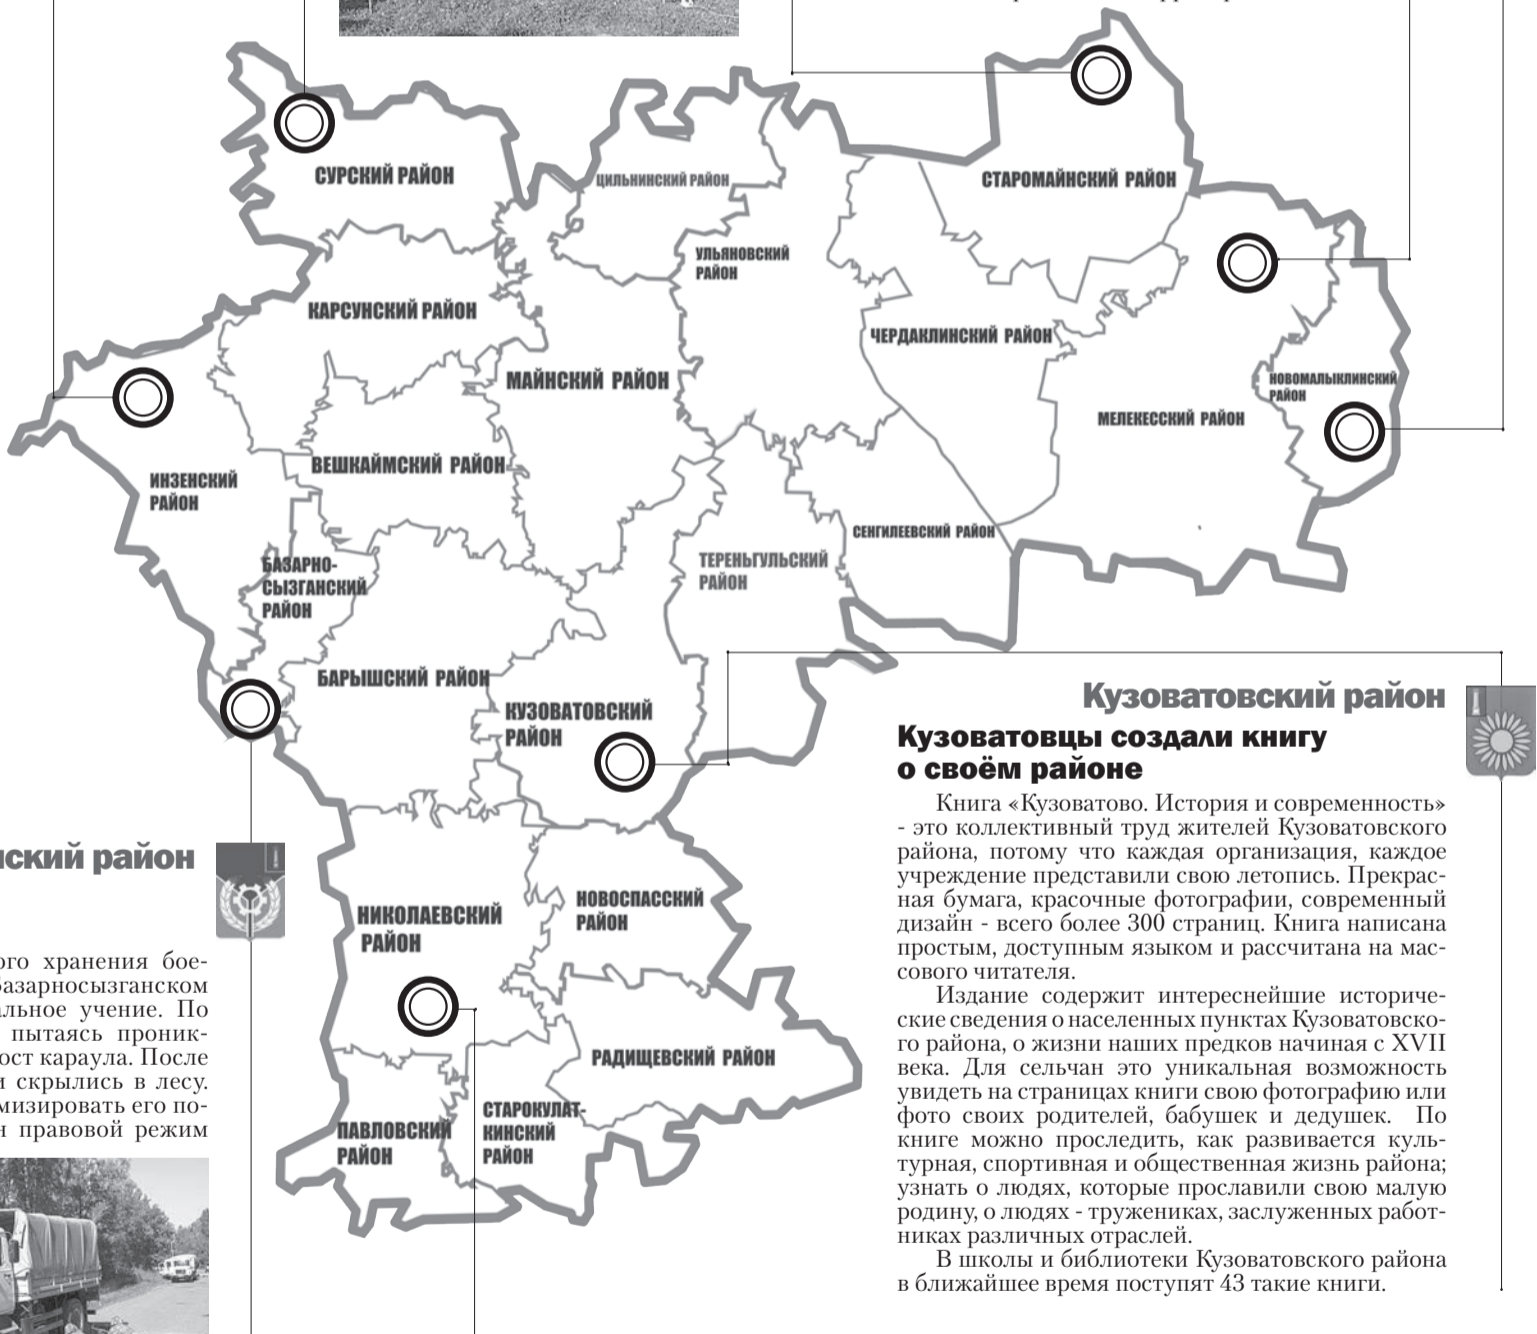 СУРСКИЙ РАЙОН
ЦИЛЬНИНСКИЙ РАЙОН
СТАРОМАЙНСКИЙ РАЙОН
УЛЬЯНОВСКИЙ
РАЙОН
КАРСУНСКИЙ РАЙОН
ЧЕРДАКЛИНСКИЙ РАЙОН
МАЙНСКИЙ РАЙОН
НОВОМАЛЫКЛИНСКИЙ
РАЙОН
МЕЛЕКЕССКИЙ РАЙОН
ВЕШКАЙМСКИЙ РАЙОН
ИНЗЕНСКИЙ
РАЙОН
СЕНГИЛЕЕВСКИЙ РАЙОН
ТЕРЕНЬГУЛЬСКИЙ
РАЙОН
БАЗАРНО-
СЫЗГАНСКИЙ
РАЙОН
БАРЫШСКИЙ РАЙОН
КУЗОВАТОВСКИЙ
РАЙОН
НОВОСПАССКИЙ
РАЙОН
НИКОЛАЕВСКИЙ
РАЙОН
РАДИЩЕВСКИЙ РАЙОН
СТАРОКУЛАТ-
КИНСКИЙ
РАЙОН
ПАВЛОВСКИЙ
РАЙОН
нский район
ого хранения бое-
Базарносызганском
альное учение. По
пытаясь проник-
ост караула. После
и скрылись в лесу.
мизировать его по-
н правовой режим
Кузоватовский район
Кузоватовцы создали книгу
о своём районе
Книга «Кузоватово. История и современность»
- это коллективный труд жителей Кузоватовского
района, потому что каждая организация, каждое
учреждение представили свою летопись. Прекрас-
ная бумага, красочные фотографии, современный
дизайн - всего более 300 страниц. Книга написана
простым, доступным языком и рассчитана на мас-
сового читателя.
Издание содержит интереснейшие историче-
ские сведения о населенных пунктах Кузоватовско-
го района, о жизни наших предков начиная с XVII
века. Для сельчан это уникальная возможность
увидеть на страницах книги свою фотографию или
фото своих родителей, бабушек и дедушек. По
книге можно проследить, как развивается куль-
турная, спортивная и общественная жизнь района;
узнать о людях, которые прославили свою малую
родину, о людях - тружениках, заслуженных работ-
никах различных отраслей.
В школы и библиотеки Кузоватовского района
в ближайшее время поступят 43 такие книги.